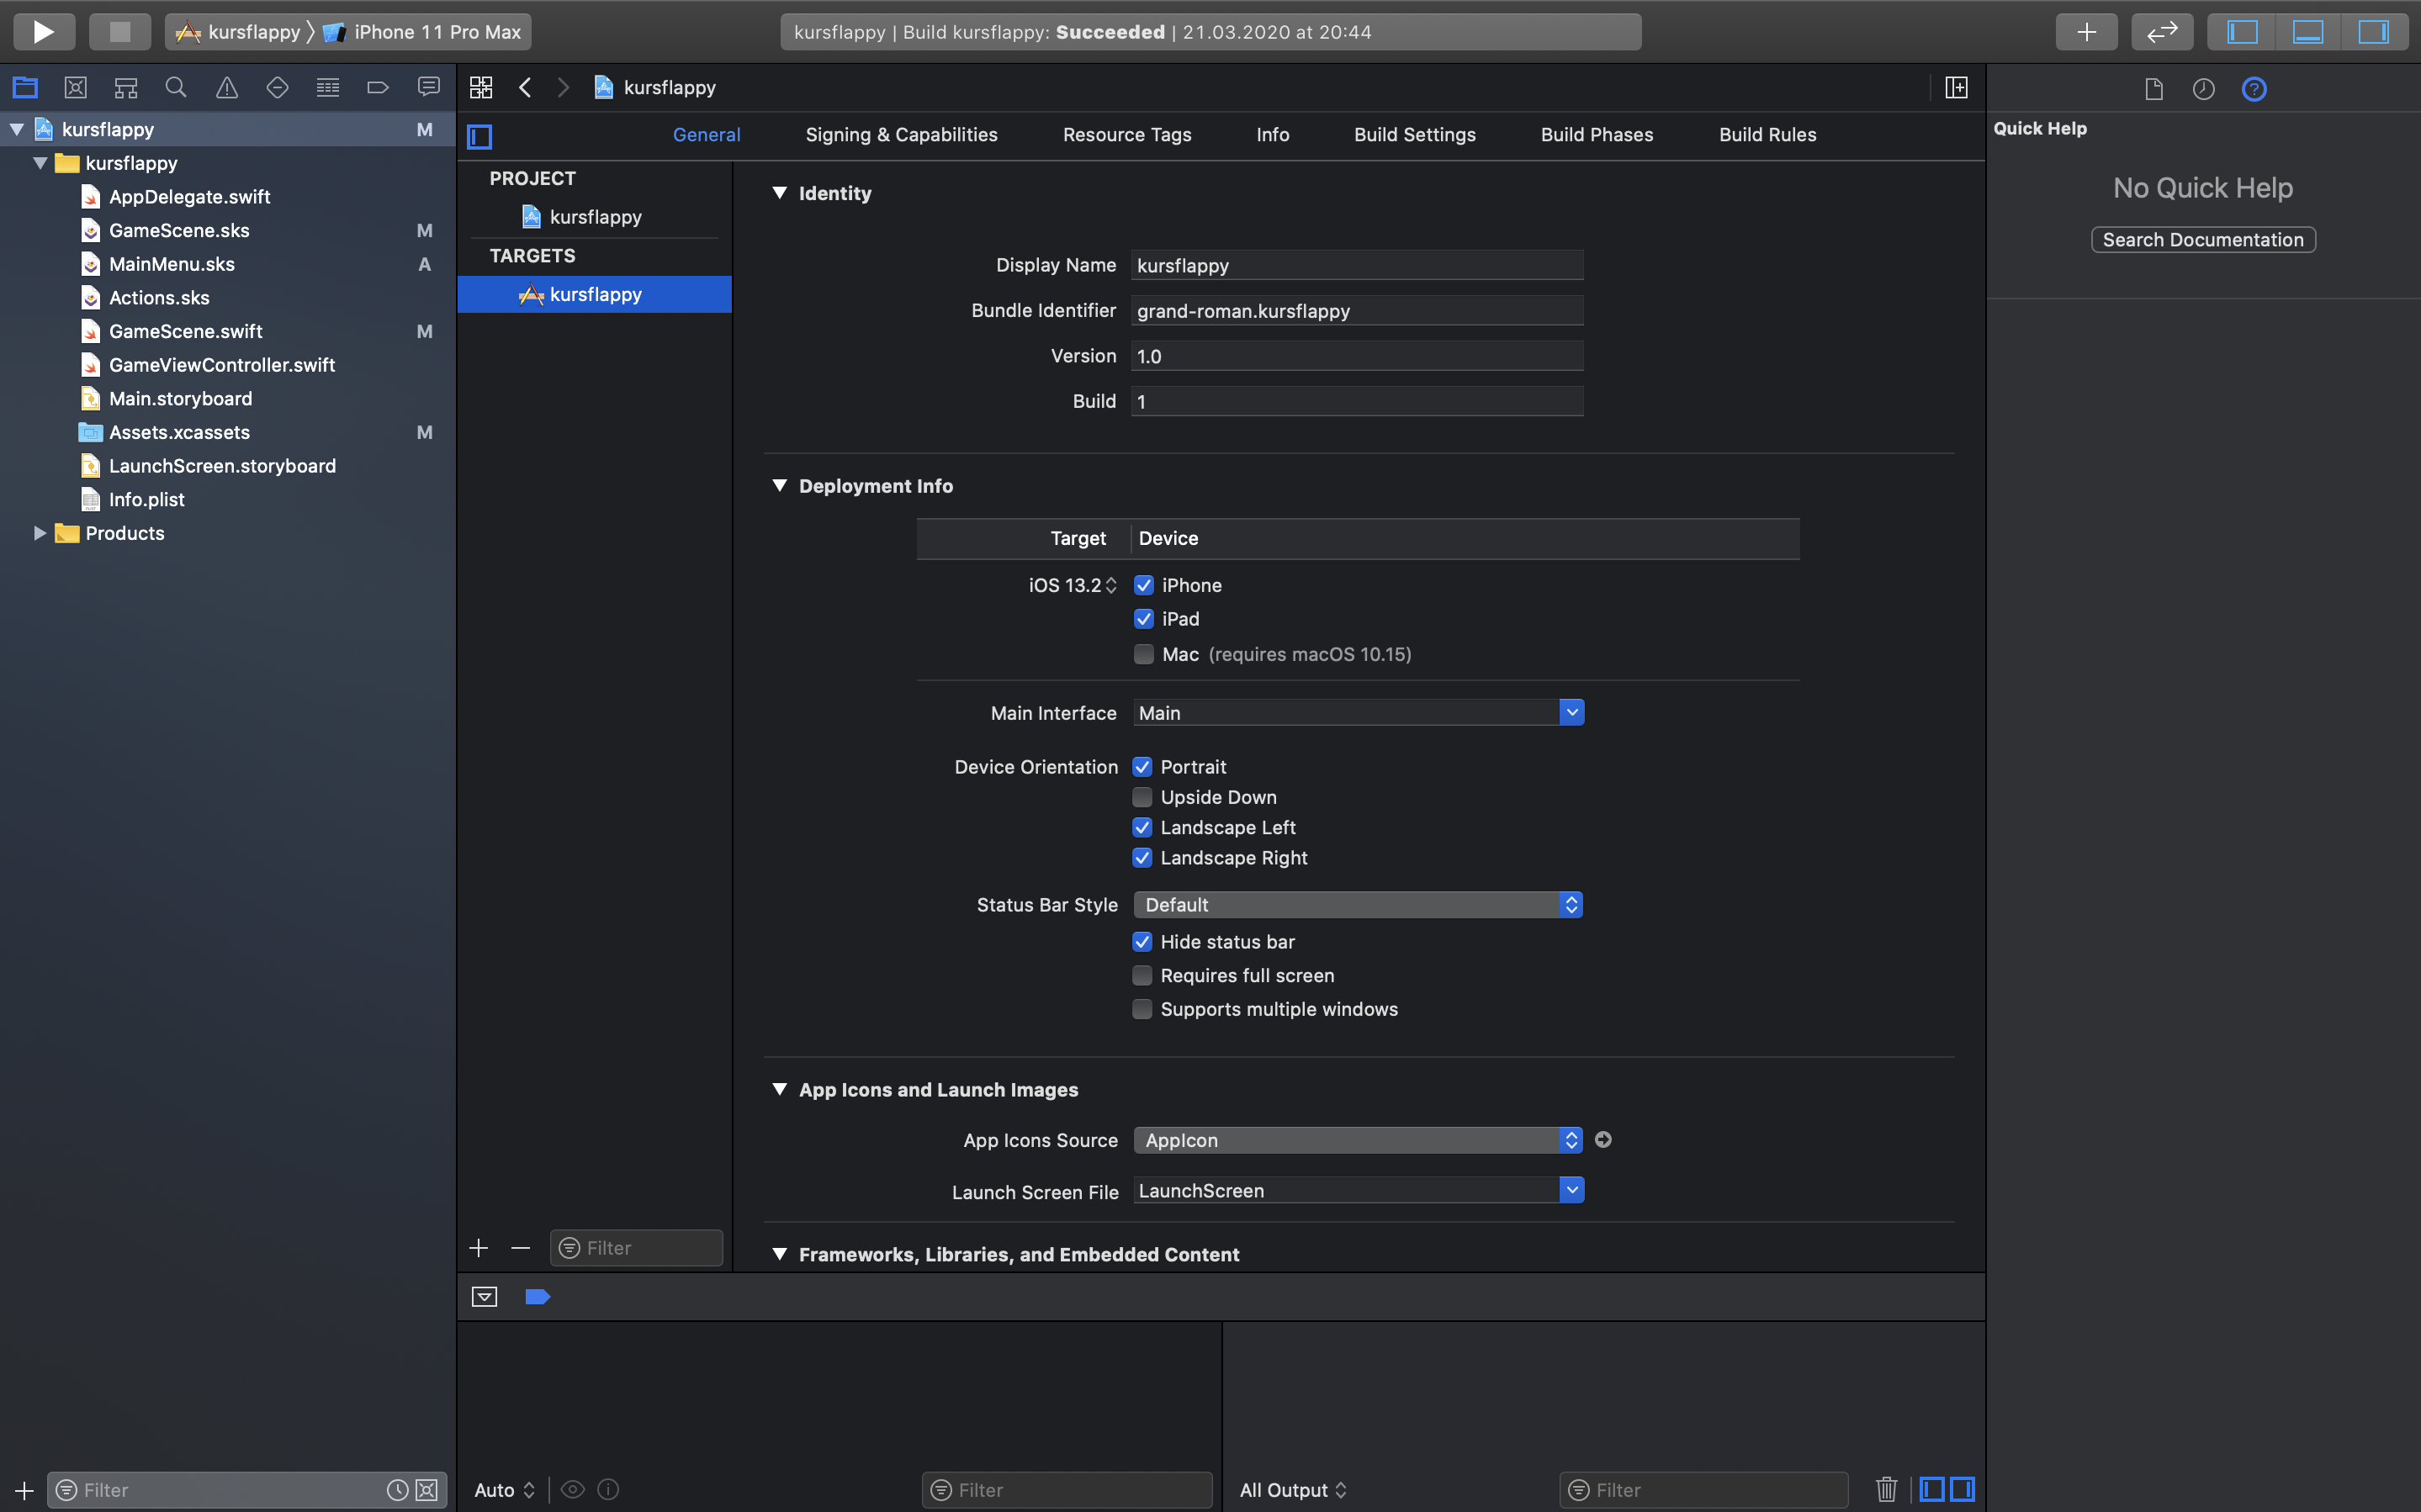 kursflappy iPhone 11 Pro Max
kursflappy | Build kursflappy: Succeeded | 21.03.2020 at 20:44
kursflappy
kursflappy M
kursflappy
AppDelegate.swift
GameScene.sks M
MainMenu.sks A
Actions.sks
GameScene.swift M
GameViewController.swift
Main.storyboard
Assets.xcassets M
LaunchScreen.storyboard
Info.plist
Products
Filter
General Signing & Capabilities Resource Tags Info Build Settings Build Phases Build Rules
PROJECT
kursflappy
TARGETS
kursflappy
Filter
Identity
Display Name kursflappy
Bundle Identifier grand-roman.kursflappy
Version 1.0
Build 1
Deployment Info
Target Device
iOS 13.2 iPhone
iPad
Mac (requires macOS 10.15)
Main Interface Main
Device Orientation Portrait
Upside Down
Landscape Left
Landscape Right
Status Bar Style Default
Hide status bar
Requires full screen
Supports multiple windows
App Icons and Launch Images
App Icons Source AppIcon
Launch Screen File LaunchScreen
Frameworks, Libraries, and Embedded Content
Auto Filter
All Output Filter
Quick Help
No Quick Help
Search Documentation